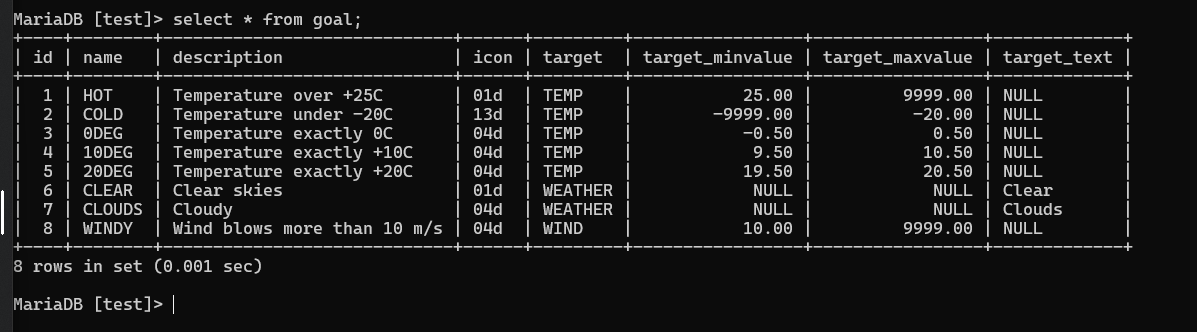 MariaDB [test]> select * from goal;
+----+--------+------------------------------+------+---------+-----------------+-----------------+-------------+
| id | name   | description                  | icon | target  | target_minvalue | target_maxvalue | target_text |
+----+--------+------------------------------+------+---------+-----------------+-----------------+-------------+
|  1 | HOT    | Temperature over +25C        | 01d  | TEMP    |           25.00 |         9999.00 | NULL        |
|  2 | COLD   | Temperature under -20C       | 13d  | TEMP    |        -9999.00 |          -20.00 | NULL        |
|  3 | 0DEG   | Temperature exactly 0C       | 04d  | TEMP    |           -0.50 |            0.50 | NULL        |
|  4 | 10DEG  | Temperature exactly +10C     | 04d  | TEMP    |            9.50 |           10.50 | NULL        |
|  5 | 20DEG  | Temperature exactly +20C     | 04d  | TEMP    |           19.50 |           20.50 | NULL        |
|  6 | CLEAR  | Clear skies                  | 01d  | WEATHER |            NULL |            NULL | Clear       |
|  7 | CLOUDS | Cloudy                       | 04d  | WEATHER |            NULL |            NULL | Clouds      |
|  8 | WINDY  | Wind blows more than 10 m/s  | 04d  | WIND    |           10.00 |         9999.00 | NULL        |
+----+--------+------------------------------+------+---------+-----------------+-----------------+-------------+
8 rows in set (0.001 sec)
MariaDB [test]>